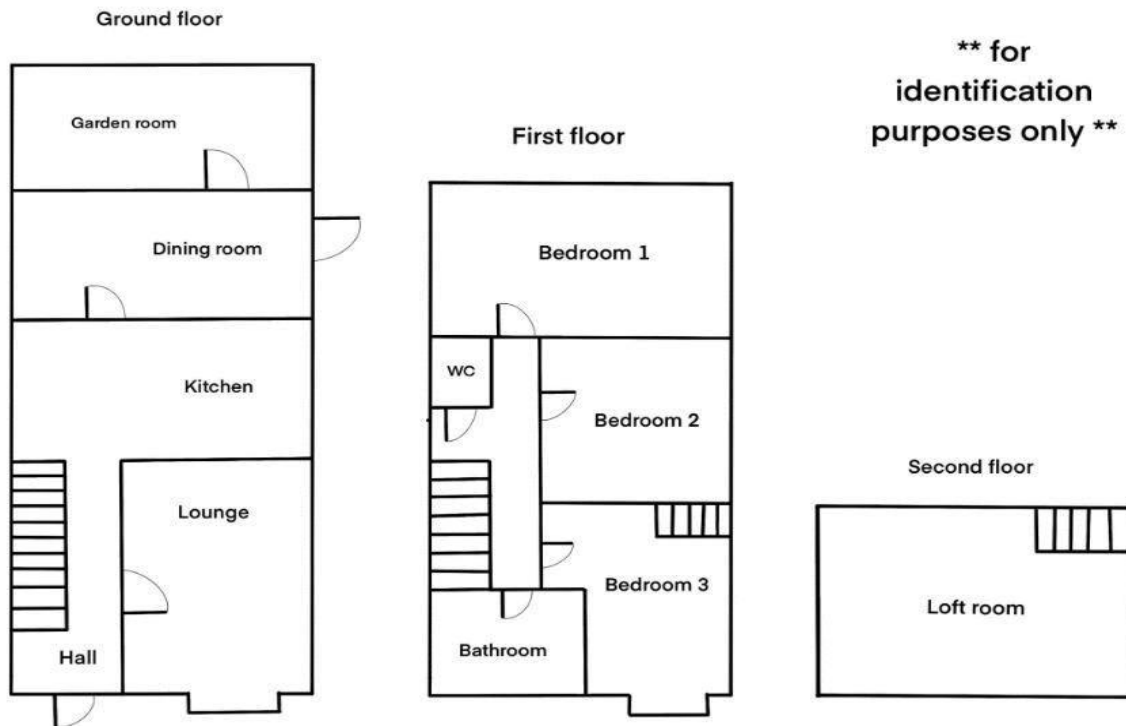 Ground floor
Garden room
Dining room
Kitchen
Lounge
Hall
First floor
Bedroom 1
WC
Bedroom 2
Bedroom 3
Bathroom
** for
identification
purposes only **
Second floor
Loft room